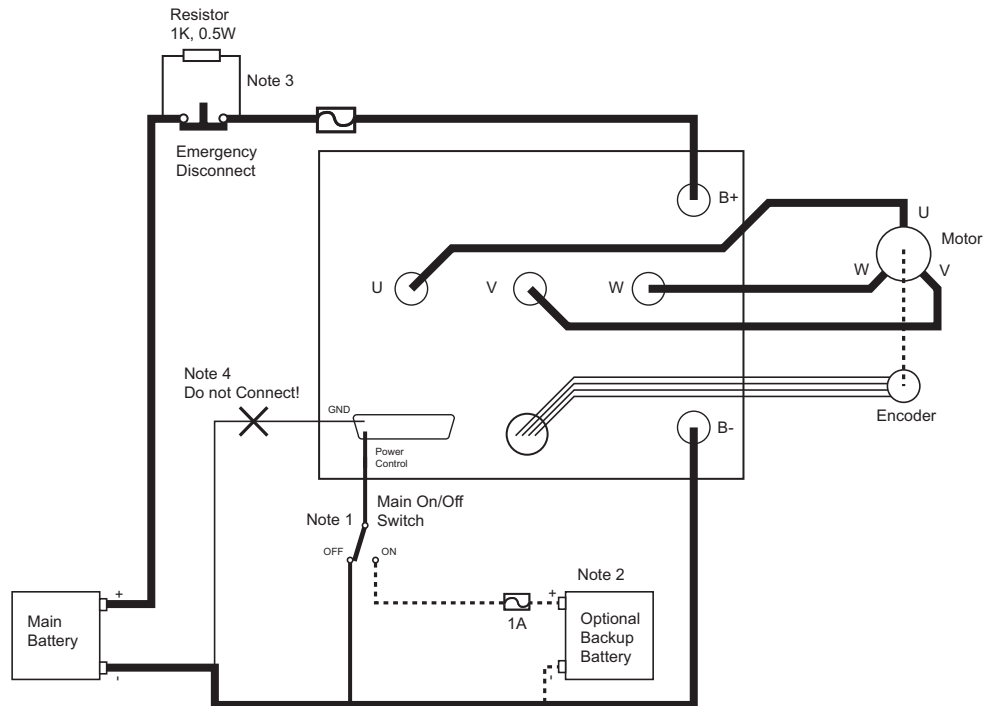 Resistor
1K, 0.5W
Note 3
Emergency
Disconnect
B+
U
Motor
W
V
U
V
W
Note 4
Do not Connect!
GND
Power
Control
B-
Encoder
Main On/Off
Switch
Note 1
OFF
ON
Note 2
+
Main
Battery
-
+
1A
Optional
Backup
Battery
-